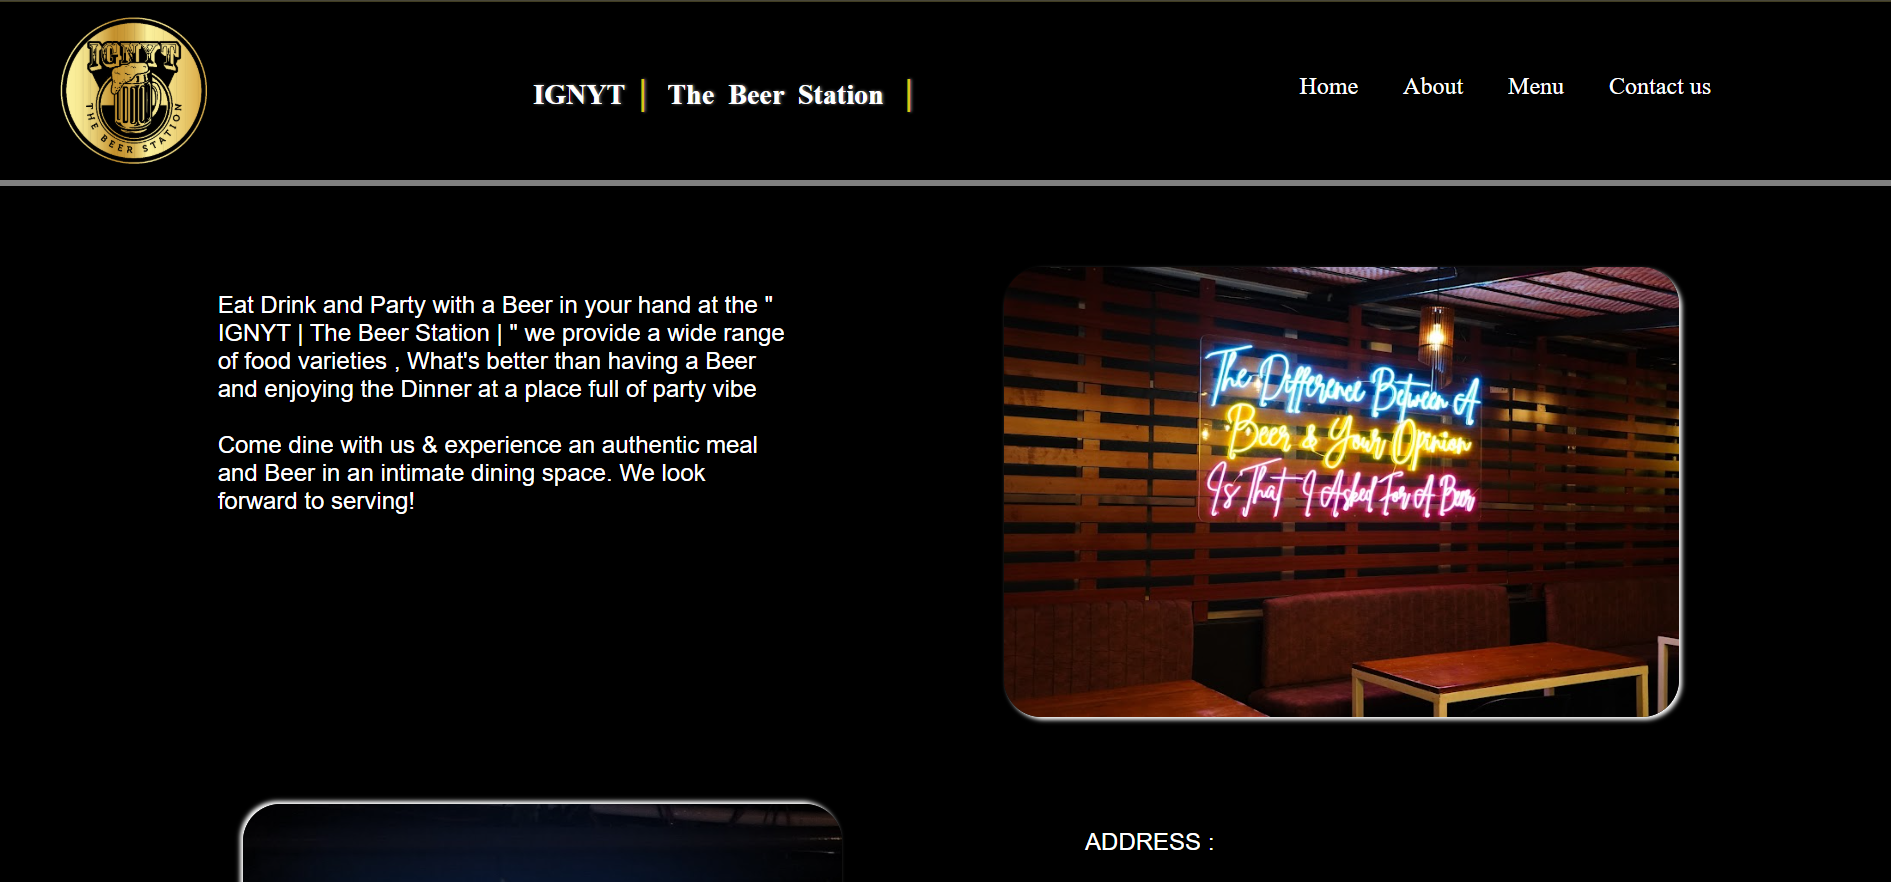 IGNYT
THE BEER STATION
IGNYT | The Beer Station |
Home About Menu Contact us
Eat Drink and Party with a Beer in your hand at the "
IGNYT | The Beer Station | " we provide a wide range
of food varieties , What's better than having a Beer
and enjoying the Dinner at a place full of party vibe
Come dine with us & experience an authentic meal
and Beer in an intimate dining space. We look
forward to serving!
The Difference Between A
Beer & Your Opinion
Is That I Asked For A Beer
ADDRESS :